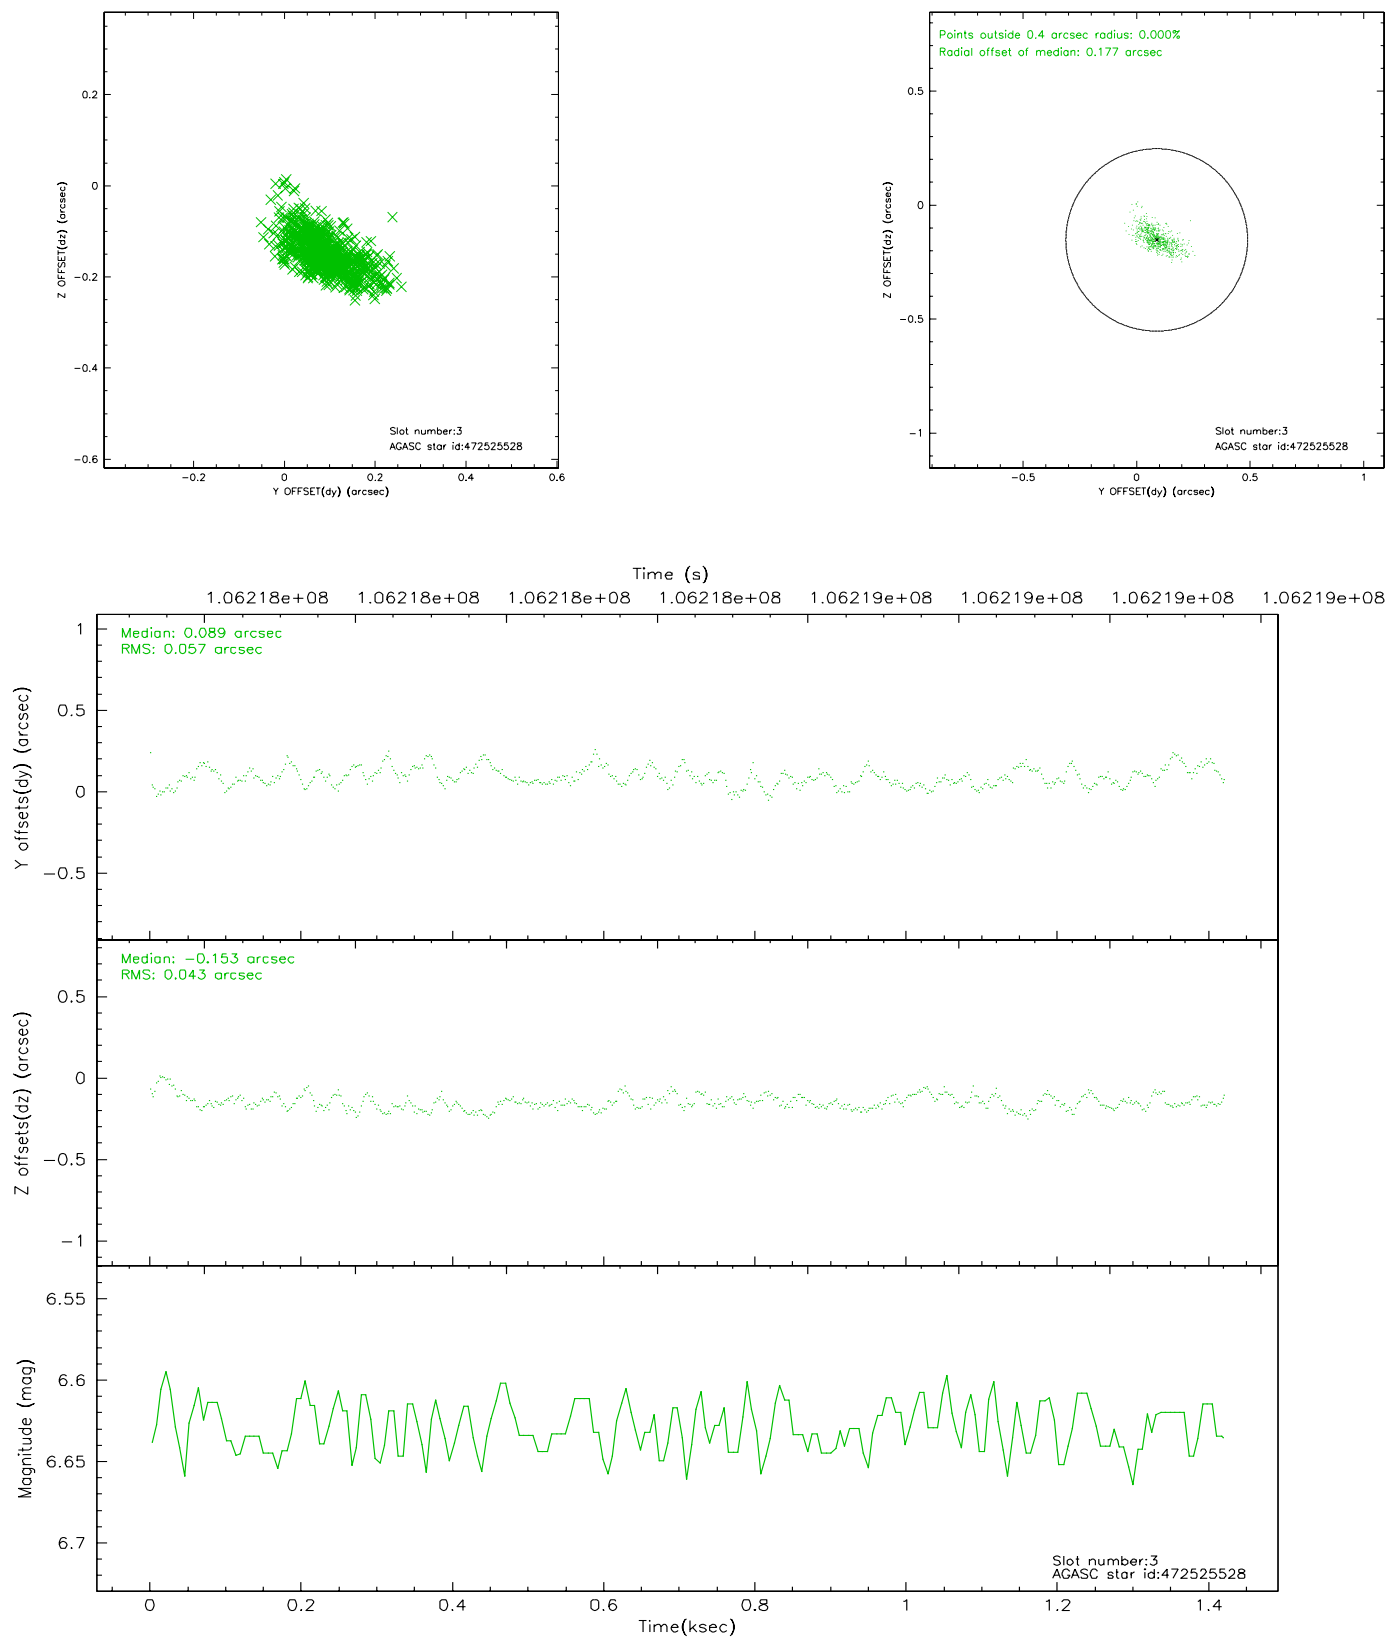 0.2
0
−0.2
−0.4
−0.6
Z OFFSET(dz) (arcsec)
−0.2
0
0.2
0.4
0.6
Y OFFSET(dy) (arcsec)
Slot number:3
AGASC star id:472525528
Points outside 0.4 arcsec radius: 0.000%
Radial offset of median: 0.177 arcsec
0.5
0
−0.5
−1
Z OFFSET(dz) (arcsec)
−0.5
0
0.5
1
Y OFFSET(dy) (arcsec)
Slot number:3
AGASC star id:472525528
Time (s)
1.06218e+08 1.06218e+08 1.06218e+08 1.06218e+08 1.06219e+08 1.06219e+08 1.06219e+08 1.06219e+08
Median: 0.089 arcsec
RMS: 0.057 arcsec
1
0.5
0
−0.5
Y offsets(dy) (arcsec)
Median: −0.153 arcsec
RMS: 0.043 arcsec
0.5
0
−0.5
−1
Z offsets(dz) (arcsec)
6.55
6.6
6.65
6.7
Magnitude (mag)
Slot number:3
AGASC star id:472525528
0 0.2 0.4 0.6 0.8 1 1.2 1.4
Time(ksec)